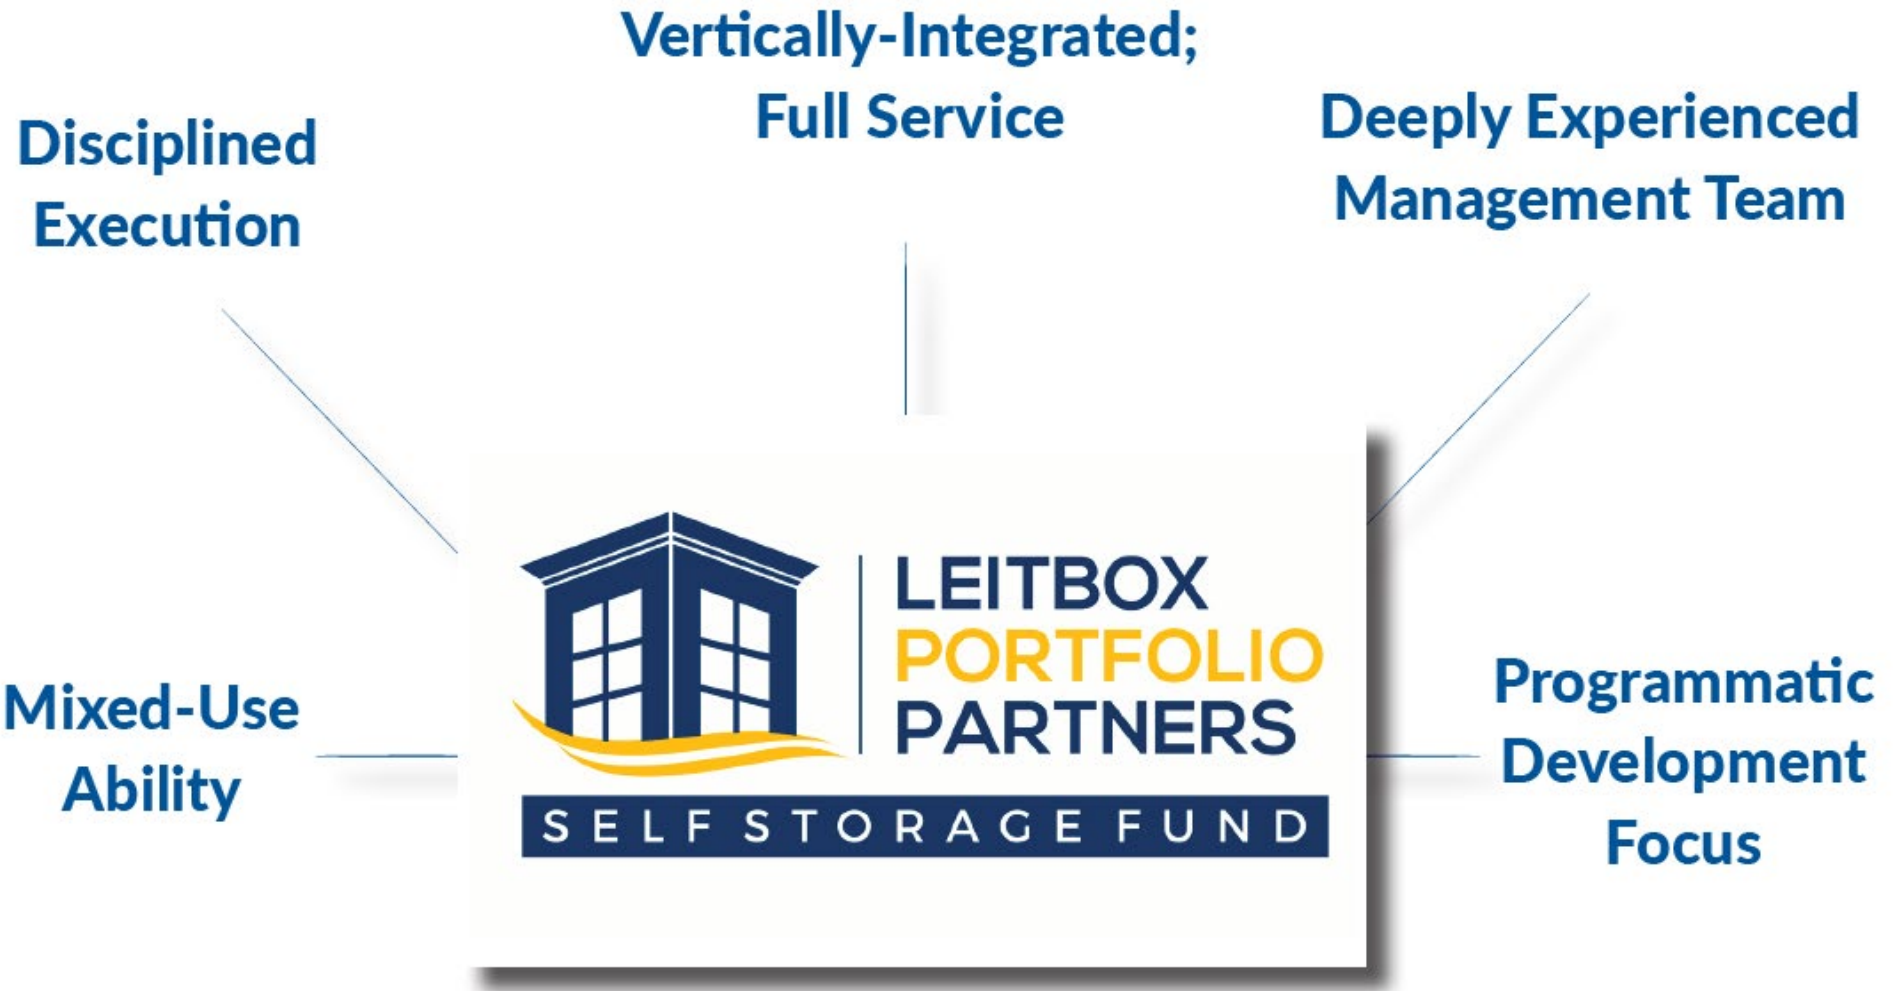 Vertically-Integrated;
Full Service
Disciplined
Execution
Deeply Experienced
Management Team
Mixed-Use
Ability
LEITBOX
PORTFOLIO
PARTNERS
SELF STORAGE FUND
Programmatic
Development
Focus